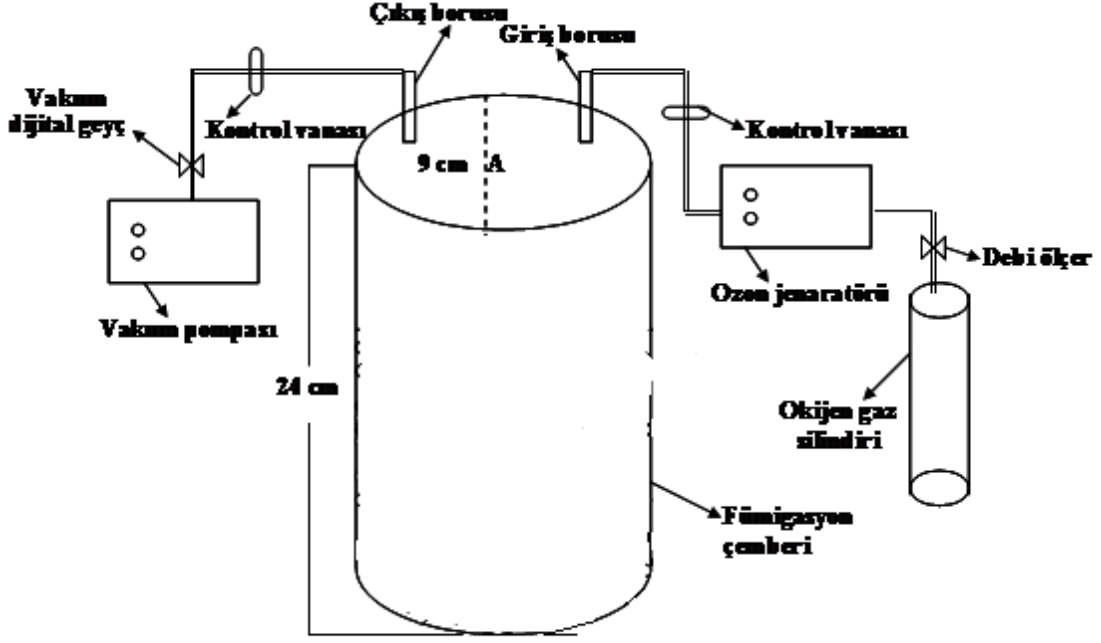 Çıkış borusu
Giriş borusu
Vakum
dijital geyç
Kontrol vanası
Kontrol vanası
9 cm A
Debi ölçer
Ozon jenaratörü
Vakum pompası
24 cm
Okijen gaz
silindiri
Fümigasyon
çemberi